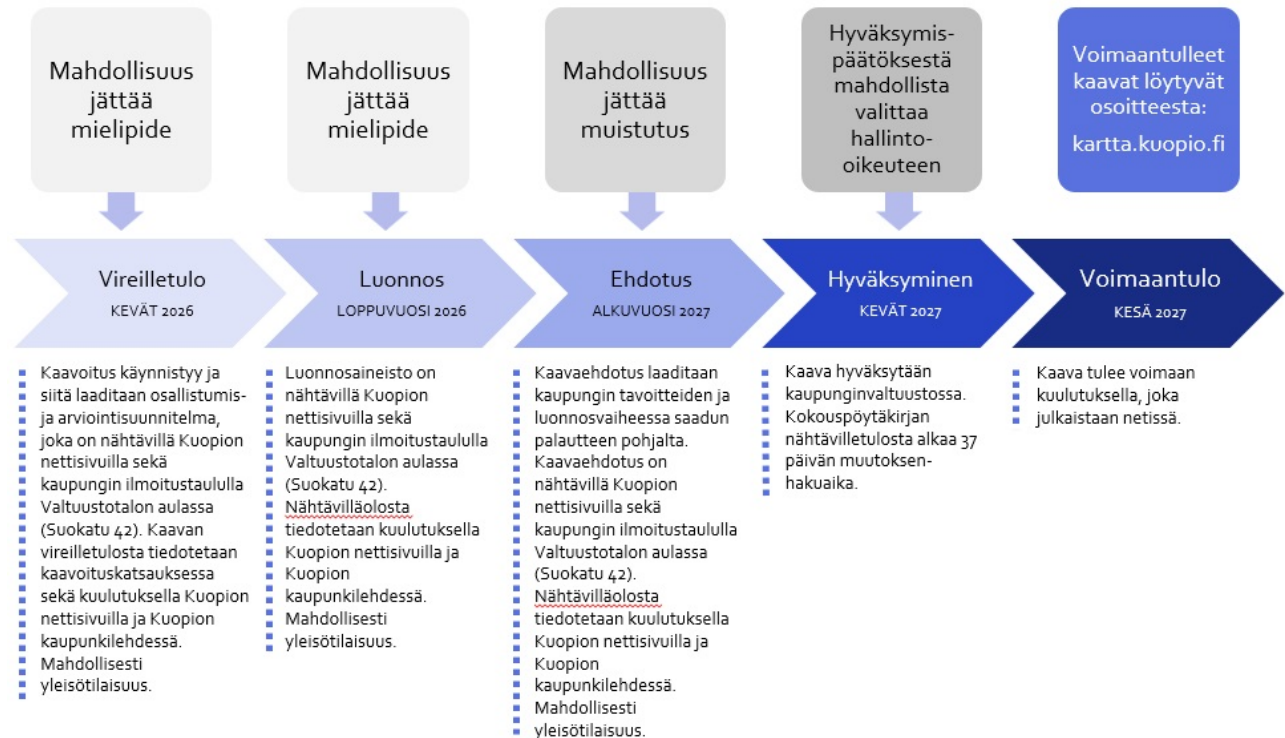 Mahdollisuus
jättää
mielipide
Mahdollisuus
jättää
mielipide
Mahdollisuus
jättää
muistutus
Hyväksymis-
päätöksestä
mahdollista
valittaa
hallinto-
oikeuteen
Voimaantulleet
kaavat löytyvät
osoitteesta:
kartta.kuopio.fi
Vireilletulo
KEVÄT 2026
Luonnos
LOPPUVUOSI 2026
Ehdotus
ALKUVUOSI 2027
Hyväksyminen
KEVÄT 2027
Voimaantulo
KESÄ 2027
Kaavoitus käynnistyy ja
siitä laaditaan osallistumis-
ja arviointisuunnitelma,
joka on nähtävillä Kuopion
nettisivuilla sekä
kaupungin ilmoitustaululla
Valtuustotalon aulassa
(Suokatu 42). Kaavan
vireilletulosta tiedotetaan
kaavoituskatsauksessa
sekä kuulutuksella Kuopion
nettisivuilla ja Kuopion
kaupunkilehdessä.
Mahdollisesti
yleisötilaisuus.
Luonnosaineisto on
nähtävillä Kuopion
nettisivuilla sekä
kaupungin ilmoitustaululla
Valtuustotalon aulassa
(Suokatu 42).
Nähtävilläolosta
tiedotetaan kuulutuksella
Kuopion nettisivuilla ja
Kuopion
kaupunkilehdessä.
Mahdollisesti
yleisötilaisuus.
Kaavaehdotus laaditaan
kaupungin tavoitteiden ja
luonnosvaiheessa saadun
palautteen pohjalta.
Kaavaehdotus on
nähtävillä Kuopion
nettisivuilla sekä
kaupungin ilmoitustaululla
Valtuustotalon aulassa
(Suokatu 42).
Nähtävilläolosta
tiedotetaan kuulutuksella
Kuopion nettisivuilla ja
Kuopion
kaupunkilehdessä.
Mahdollisesti
yleisötilaisuus.
Kaava hyväksytään
kaupunginvaltuustossa.
Kokouspöytäkirjan
nähtävilletulosta alkaa 37
päivän muutoksen-
hakuaika.
Kaava tulee voimaan
kuulutuksella, joka
julkaistaan netissä.